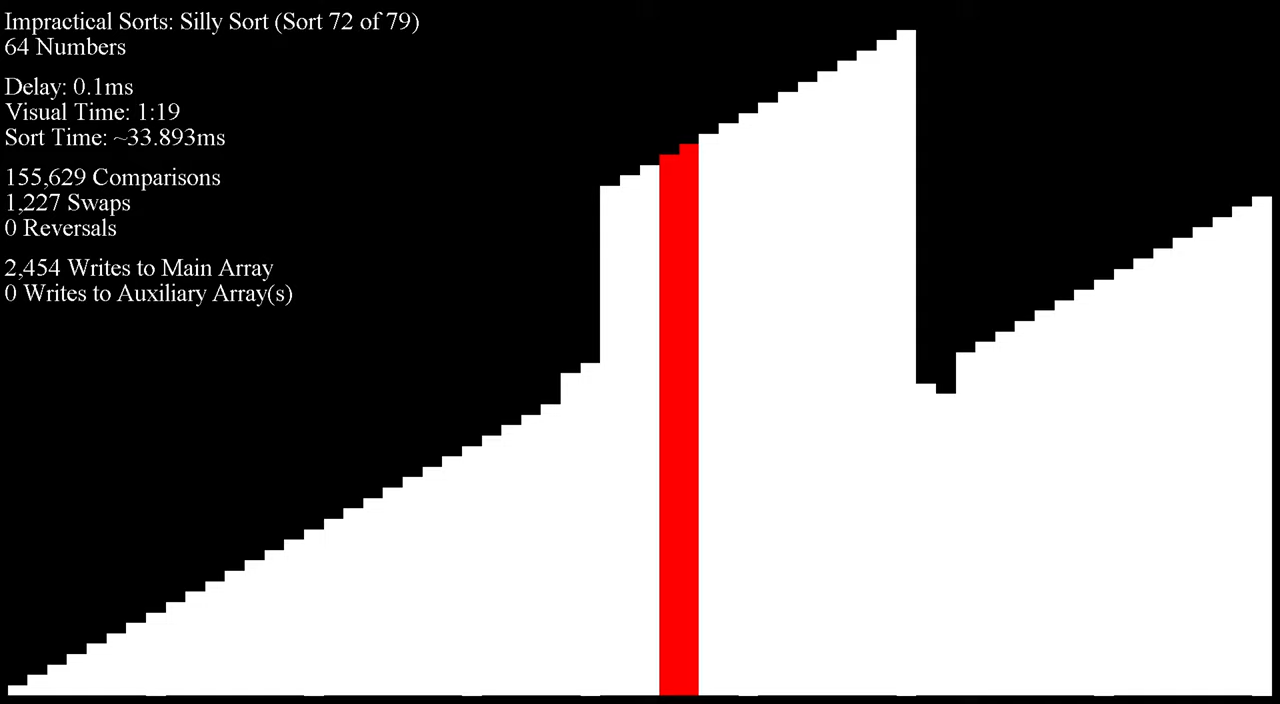 Impractical Sorts: Silly Sort (Sort 72 of 79)
64 Numbers
Delay: 0.1ms
Visual Time: 1:19
Sort Time: ~33.893ms
155,629 Comparisons
1,227 Swaps
0 Reversals
2,454 Writes to Main Array
0 Writes to Auxiliary Array(s)